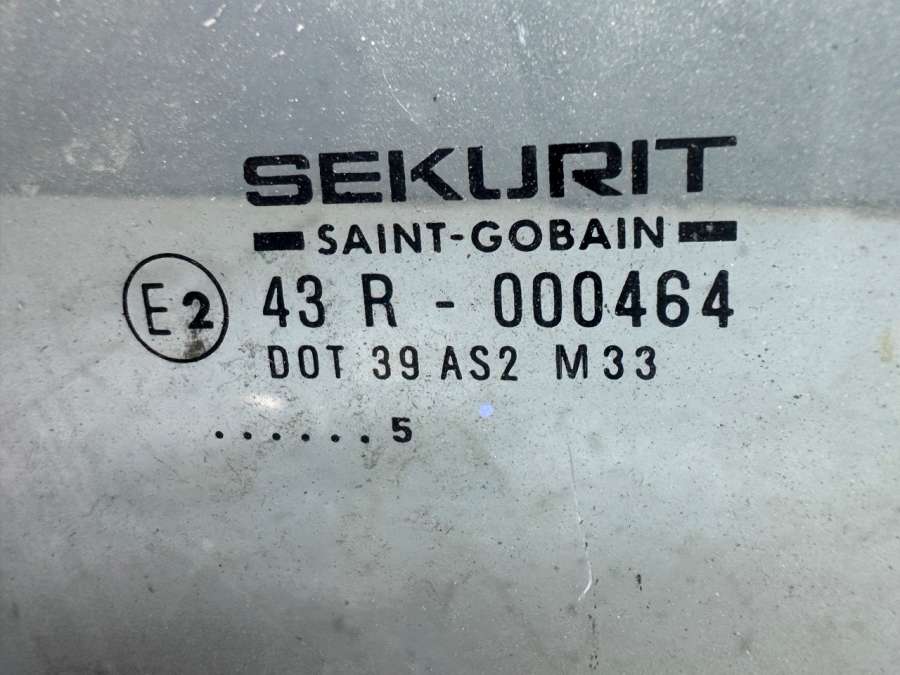 SEKURIT
SAINT-GOBAIN
E2 43 R - 000464
DOT 39 AS2 M33
......5